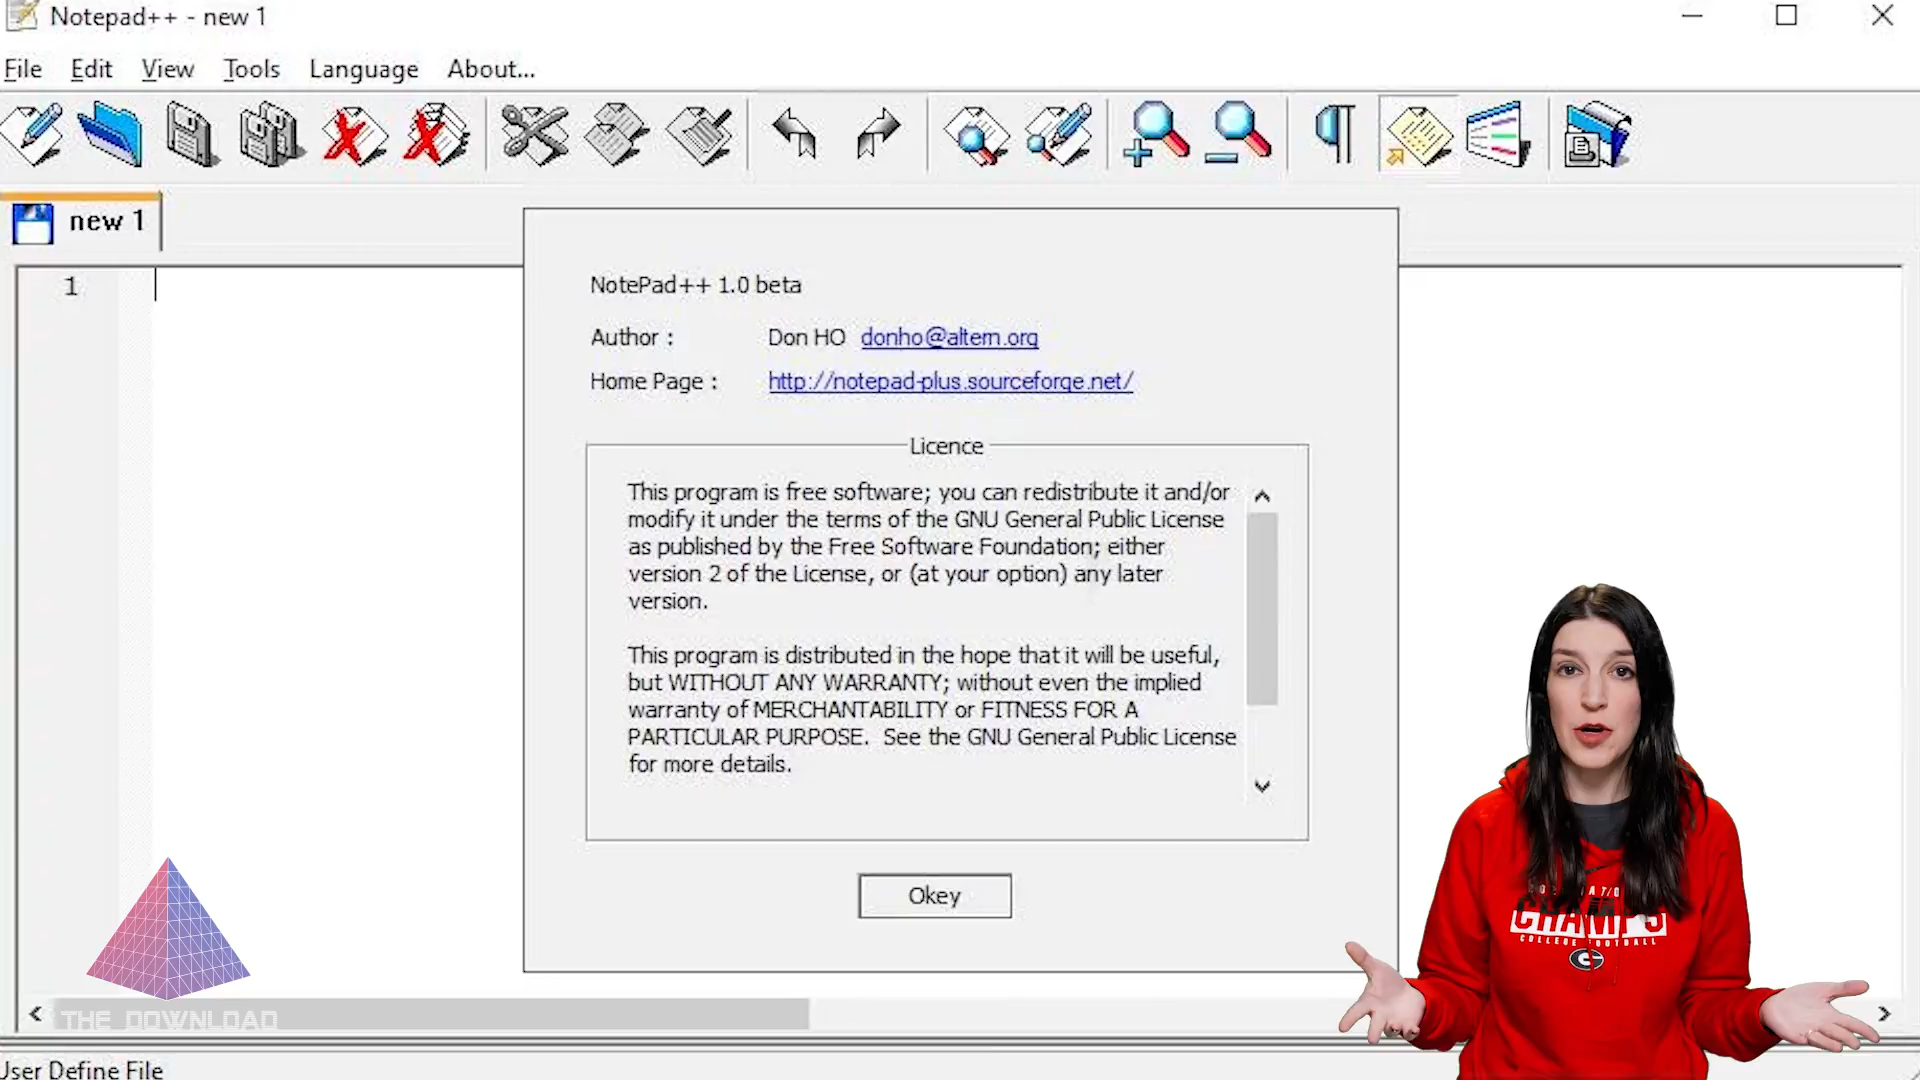 Notepad++ - new 1
File Edit View Tools Language About...
new 1
1
NotePad++ 1.0 beta
Author : Don HO donho@altern.org
Home Page : http://notepad-plus.sourceforge.net/
Licence
This program is free software; you can redistribute it and/or
modify it under the terms of the GNU General Public License
as published by the Free Software Foundation; either
version 2 of the License, or (at your option) any later
version.
This program is distributed in the hope that it will be useful,
but WITHOUT ANY WARRANTY; without even the implied
warranty of MERCHANTABILITY or FITNESS FOR A
PARTICULAR PURPOSE. See the GNU General Public License
for more details.
Okey
CHAMPS
COLLEGE FOOTBALL
G
THE DOWNLOAD
User Define File